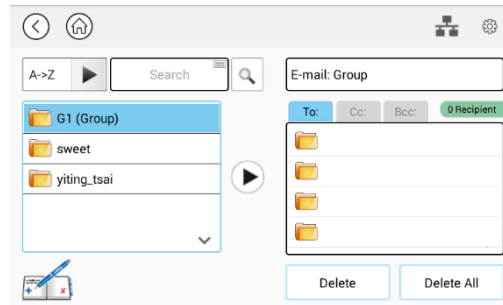 A->Z
Search
E-mail: Group
To:
Cc:
Bcc:
0 Recipient
G1 (Group)
sweet
yiting_tsai
Delete
Delete All